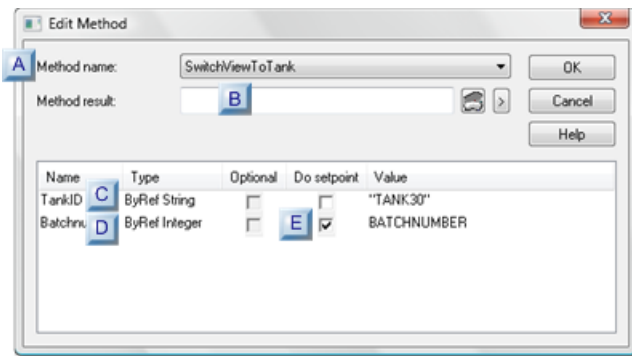 Edit Method
A Method name: SwitchViewToTank
OK
Method result: B
Cancel
Help
Name Type Optional Do setpoint Value
TankID C ByRef String "TANK30"
Batchnu D ByRef Integer E BATCHNUMBER